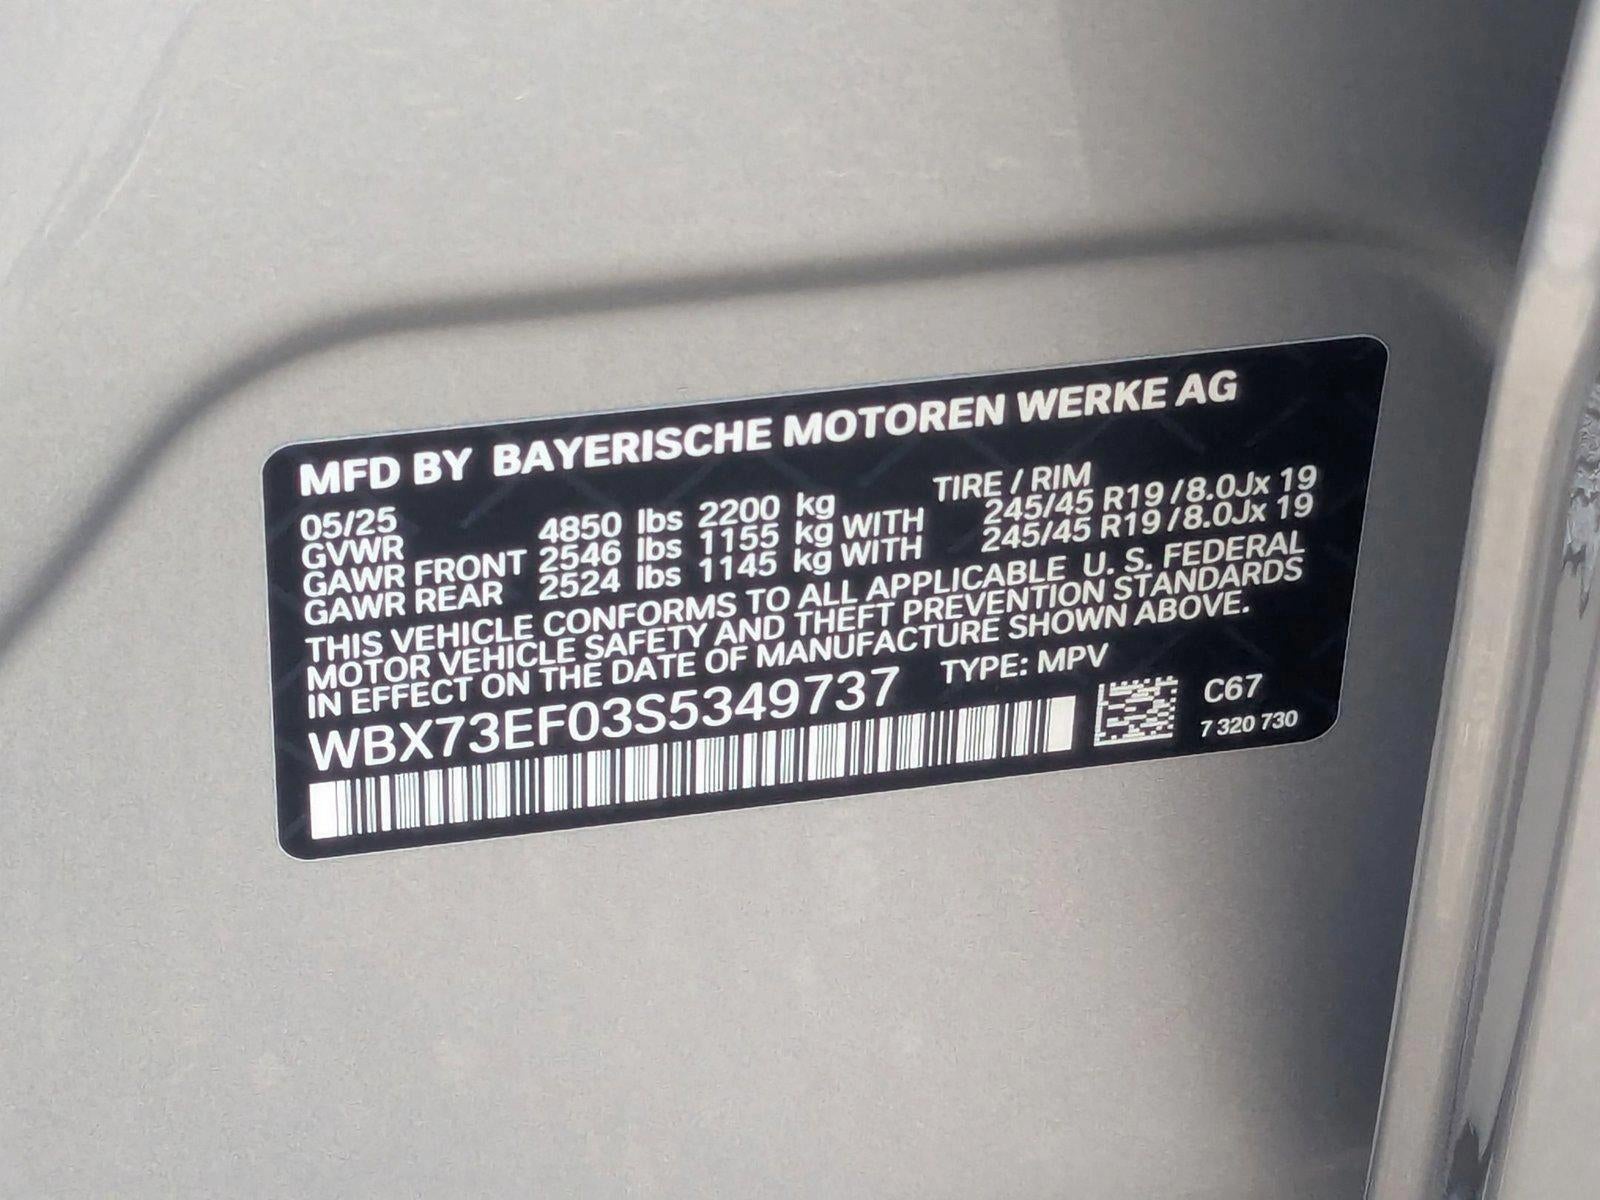 MFD BY BAYERISCHE MOTOREN WERKE AG
05/25 TIRE / RIM
GVWR 4850 lbs 2200 kg
GAWR FRONT 2546 lbs 1155 kg WITH 245/45 R19 /8.0Jx 19
GAWR REAR 2524 lbs 1145 kg WITH 245/45 R19 /8.0Jx 19
THIS VEHICLE CONFORMS TO ALL APPLICABLE U. S. FEDERAL
MOTOR VEHICLE SAFETY AND THEFT PREVENTION STANDARDS
IN EFFECT ON THE DATE OF MANUFACTURE SHOWN ABOVE.
WBX73EF03S5349737 TYPE: MPV
C67
7 320 730